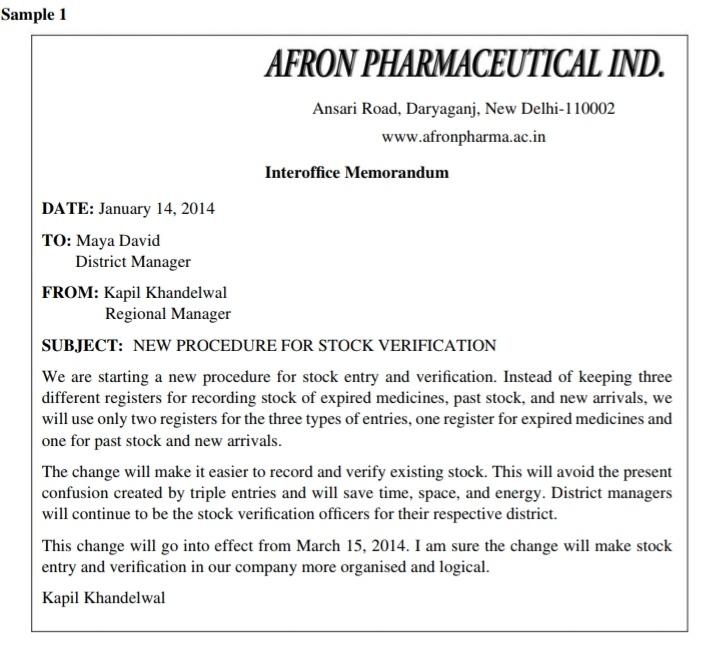 Sample 1
AFRON PHARMACEUTICAL IND.
Ansari Road, Daryaganj, New Delhi-110002
www.afronpharma.ac.in
Interoffice Memorandum
DATE: January 14, 2014
TO: Maya David
District Manager
FROM: Kapil Khandelwal
Regional Manager
SUBJECT: NEW PROCEDURE FOR STOCK VERIFICATION
We are starting a new procedure for stock entry and verification. Instead of keeping three
different registers for recording stock of expired medicines, past stock, and new arrivals, we
will use only two registers for the three types of entries, one register for expired medicines and
one for past stock and new arrivals.
The change will make it easier to record and verify existing stock. This will avoid the present
confusion created by triple entries and will save time, space, and energy. District managers
will continue to be the stock verification officers for their respective district.
This change will go into effect from March 15, 2014. I am sure the change will make stock
entry and verification in our company more organised and logical.
Kapil Khandelwal